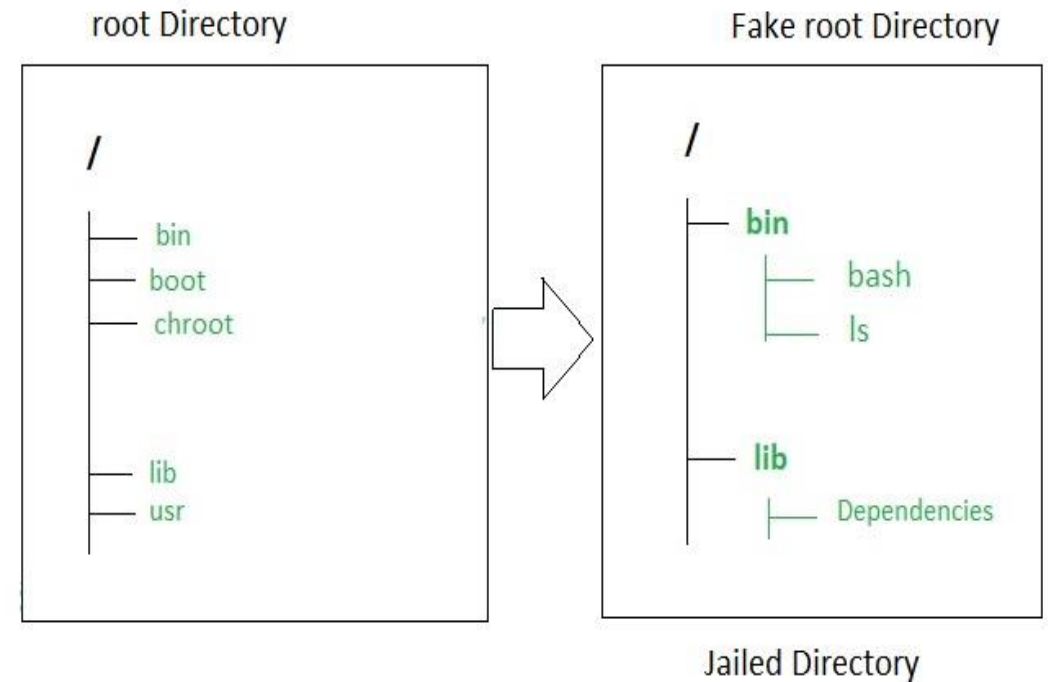 root Directory
/
bin
boot
chroot
lib
usr
Fake root Directory
/
bin
bash
ls
lib
Dependencies
Jailed Directory